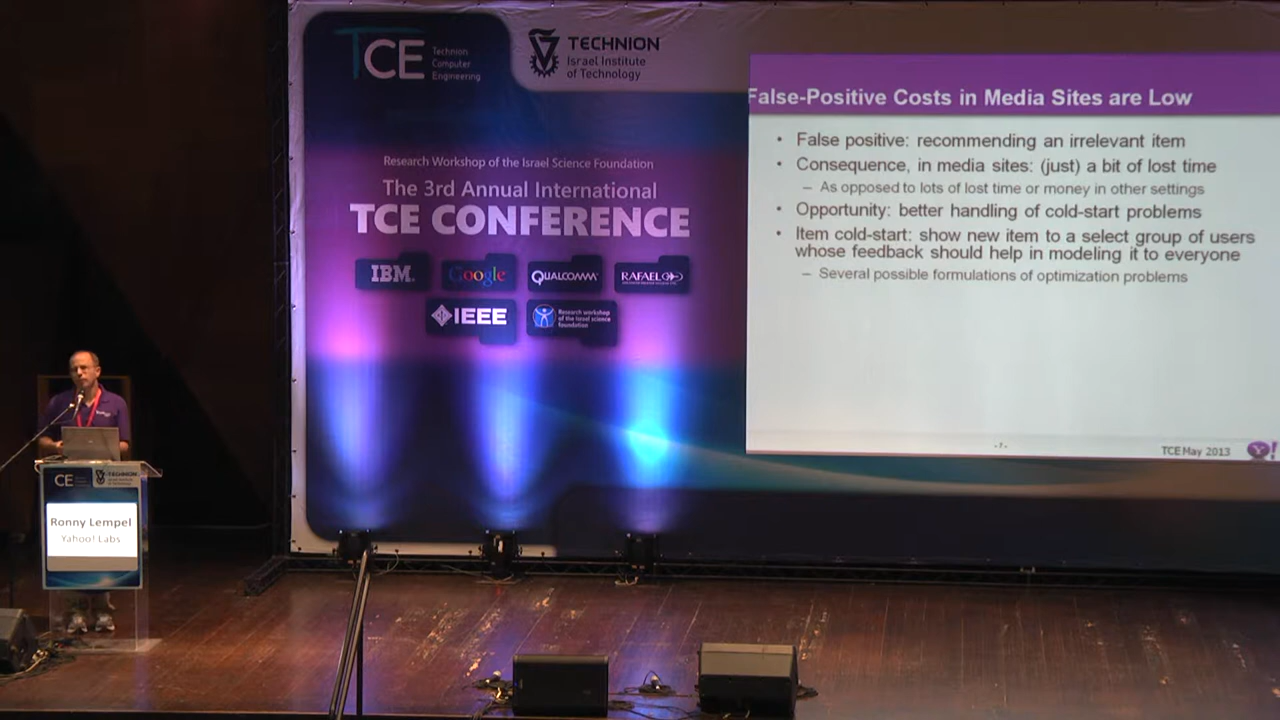 TCE
Technion
Computer
Engineering
TECHNION
Israel Institute
of Technology
Research Workshop of the Israel Science Foundation
The 3rd Annual International
TCE CONFERENCE
IBM
Google
QUALCOMM
RAFAEL
IEEE
Research workshop
of the Israel science
foundation
False-Positive Costs in Media Sites are Low
• False positive: recommending an irrelevant item
• Consequence, in media sites: (just) a bit of lost time
– As opposed to lots of lost time or money in other settings
• Opportunity: better handling of cold-start problems
• Item cold-start: show new item to a select group of users
whose feedback should help in modeling it to everyone
– Several possible formulations of optimization problems
- 7 -
TCE May 2013
Y!
CE
TECHNION
Israel Institute
of Technology
Ronny Lempel
Yahoo! Labs